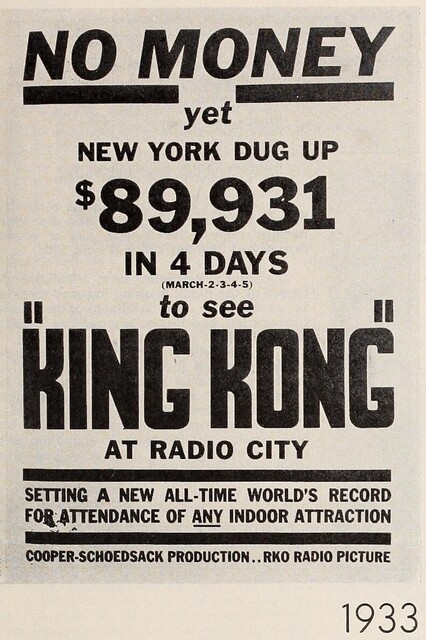 NO MONEY
yet
NEW YORK DUG UP
$89,931
IN 4 DAYS
(MARCH-2-3-4-5)
to see
"KING KONG"
AT RADIO CITY
SETTING A NEW ALL-TIME WORLD'S RECORD
FOR ATTENDANCE OF ANY INDOOR ATTRACTION
COOPER-SCHOEDSACK PRODUCTION..RKO RADIO PICTURE
1933